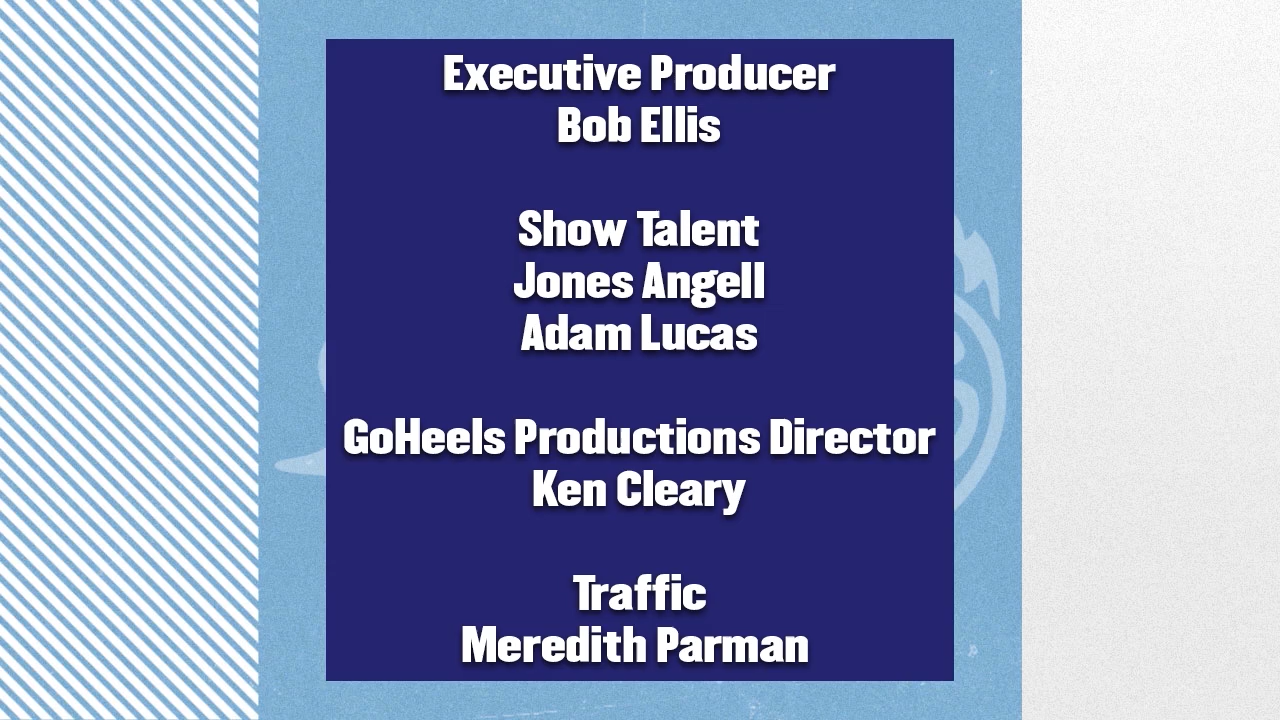 Executive Producer
Bob Ellis
Show Talent
Jones Angell
Adam Lucas
GoHeels Productions Director
Ken Cleary
Traffic
Meredith Parman